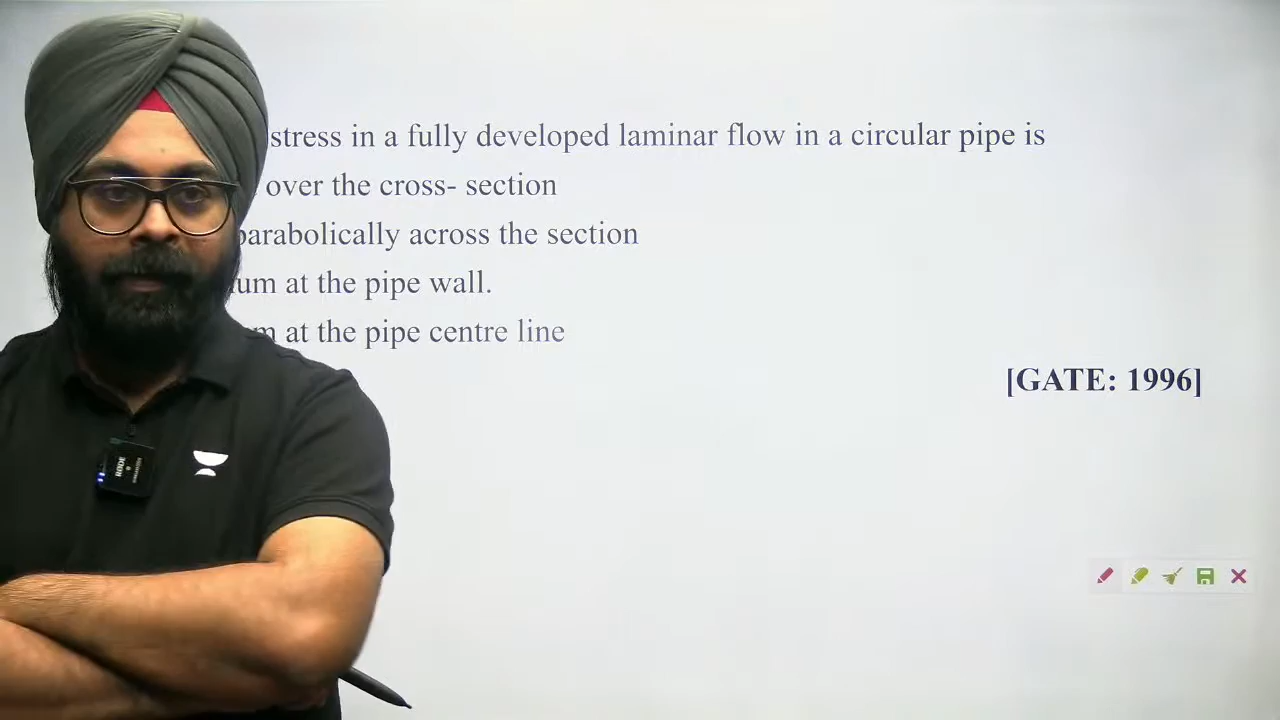 stress in a fully developed laminar flow in a circular pipe is
over the cross- section
parabolically across the section
at the pipe wall.
at the pipe centre line
[GATE: 1996]
RØDE